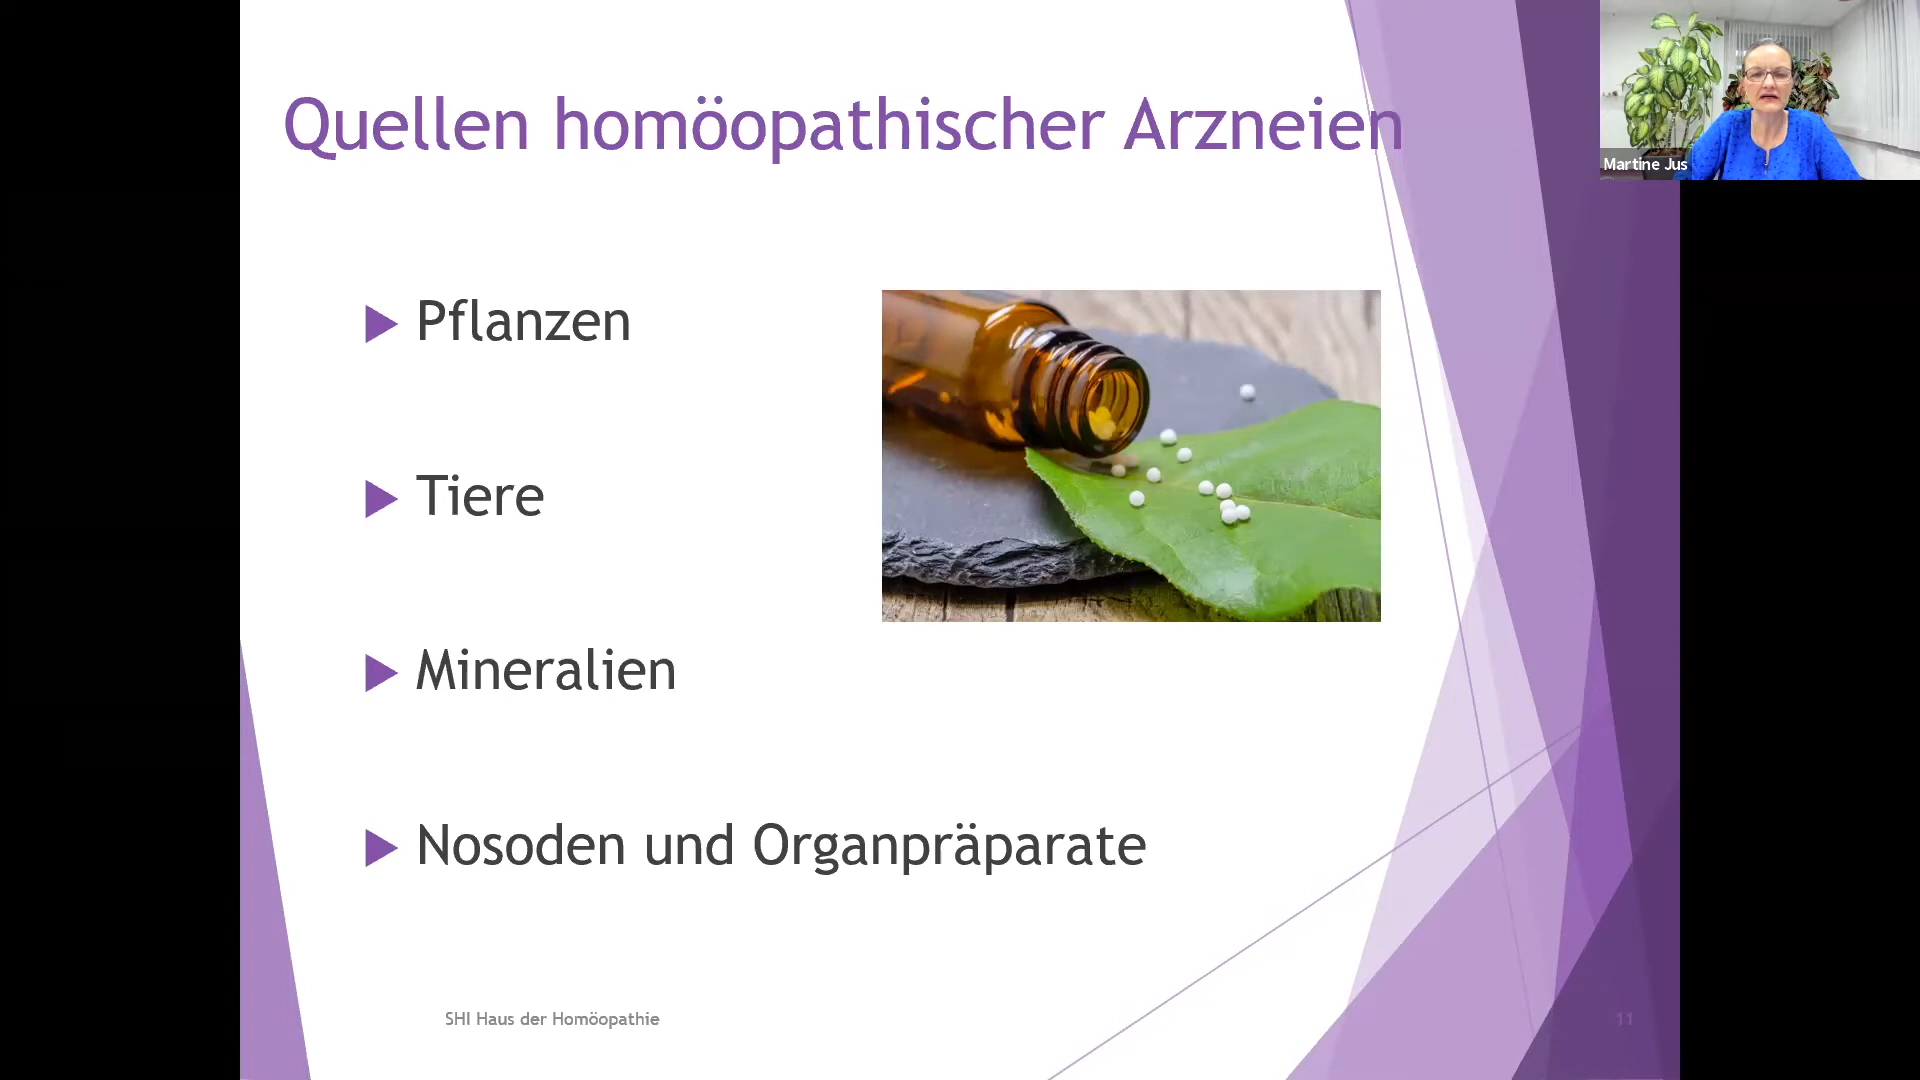 Quellen homöopathischer Arzneien
Martine Jus
Pflanzen
Tiere
Mineralien
Nosoden und Organpräparate
SHI Haus der Homöopathie
11